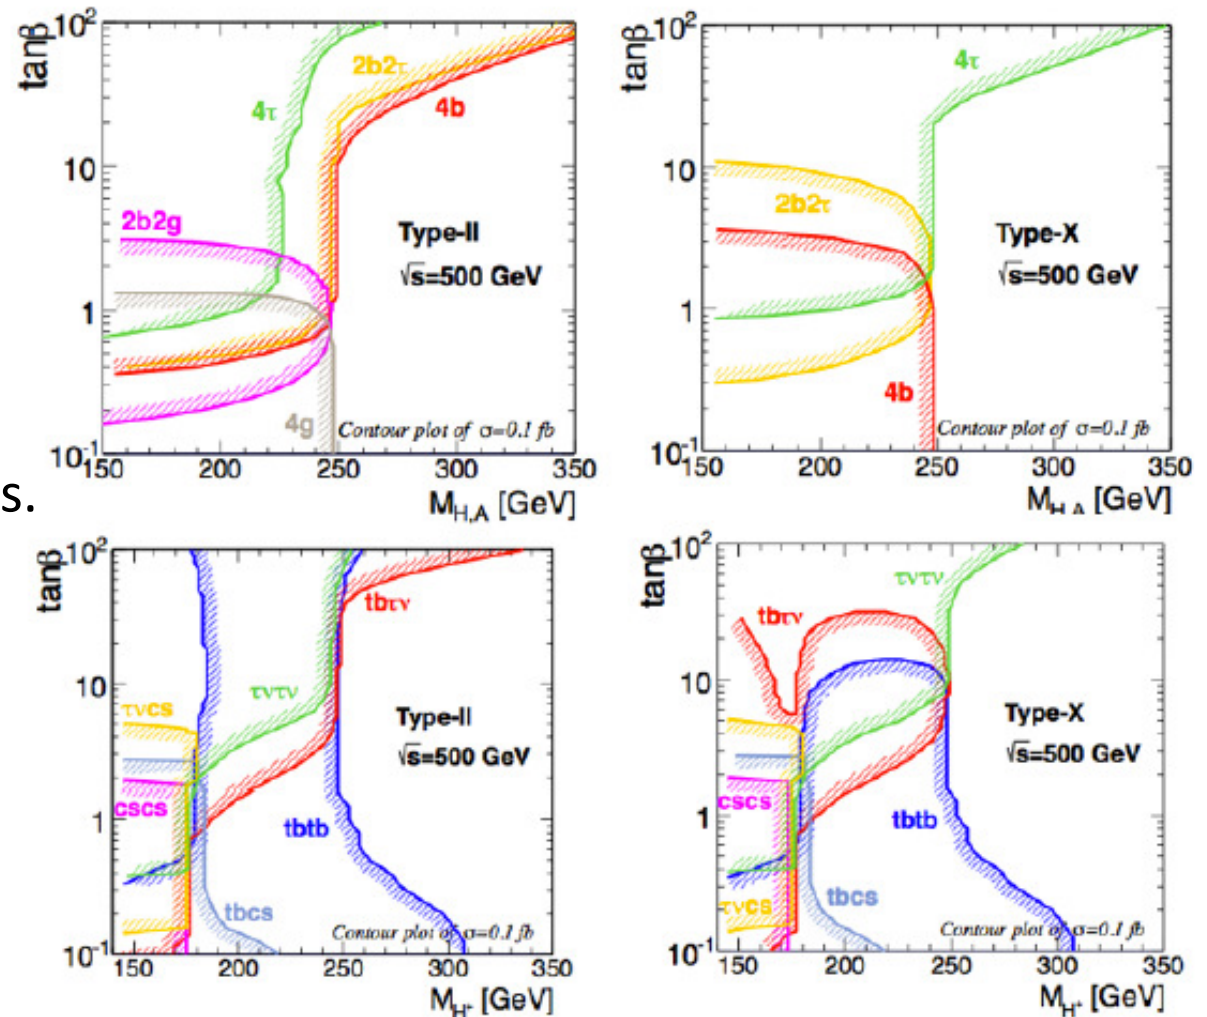 tanβ
10²
10
1
10⁻¹
4τ
2b2τ
4b
2b2g
4g
Type-II
√s=500 GeV
Contour plot of σ=0.1 fb
150 200 250 300 350
M_H,A [GeV]
tanβ
10²
10
1
10⁻¹
4τ
2b2τ
4b
Type-X
√s=500 GeV
Contour plot of σ=0.1 fb
150 200 250 300 350
M_H,A [GeV]
s.
tanβ
10²
10
1
10⁻¹
tbτν
τντν
τνcs
cscs
tbtb
tbcs
Type-II
√s=500 GeV
Contour plot of σ=0.1 fb
150 200 250 300 350
M_H⁺ [GeV]
tanβ
10²
10
1
10⁻¹
τντν
tbτν
cscs
tbtb
τνcs
tbcs
Type-X
√s=500 GeV
Contour plot of σ=0.1 fb
150 200 250 300 350
M_H⁺ [GeV]